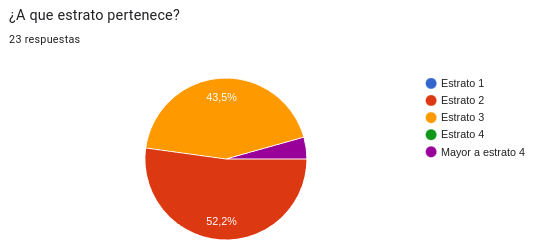 ¿A que estrato pertenece?
23 respuestas
43,5%
52,2%
Estrato 1
Estrato 2
Estrato 3
Estrato 4
Mayor a estrato 4